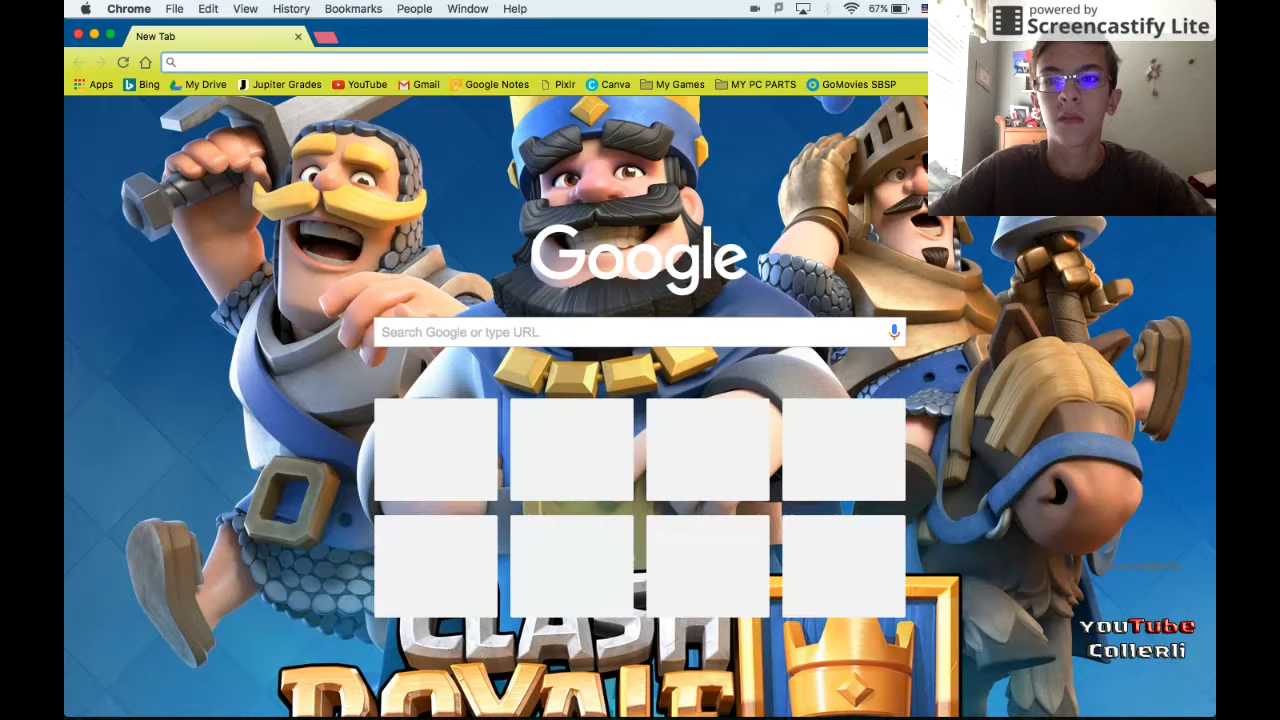 Chrome File Edit View History Bookmarks People Window Help 67%
powered by
Screencastify Lite
New Tab
Apps Bing My Drive Jupiter Grades YouTube Gmail Google Notes Pixlr Canva My Games MY PC PARTS GoMovies SBSP
Google
Search Google or type URL
CLASH
ROYALE
YouTube
Collerli